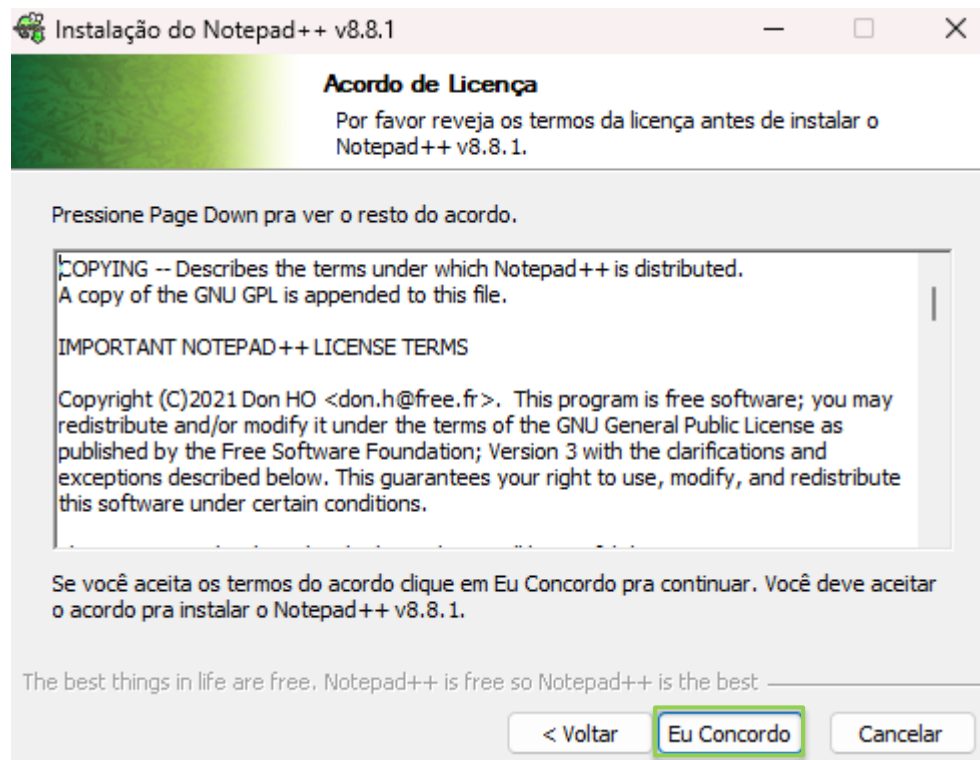 Instalação do Notepad++ v8.8.1
Acordo de Licença
Por favor reveja os termos da licença antes de instalar o
Notepad++ v8.8.1.
Pressione Page Down pra ver o resto do acordo.
COPYING -- Describes the terms under which Notepad++ is distributed.
A copy of the GNU GPL is appended to this file.
IMPORTANT NOTEPAD++ LICENSE TERMS
Copyright (C)2021 Don HO <don.h@free.fr>. This program is free software; you may
redistribute and/or modify it under the terms of the GNU General Public License as
published by the Free Software Foundation; Version 3 with the clarifications and
exceptions described below. This guarantees your right to use, modify, and redistribute
this software under certain conditions.
Se você aceita os termos do acordo clique em Eu Concordo pra continuar. Você deve aceitar
o acordo pra instalar o Notepad++ v8.8.1.
The best things in life are free. Notepad++ is free so Notepad++ is the best
< Voltar Eu Concordo Cancelar